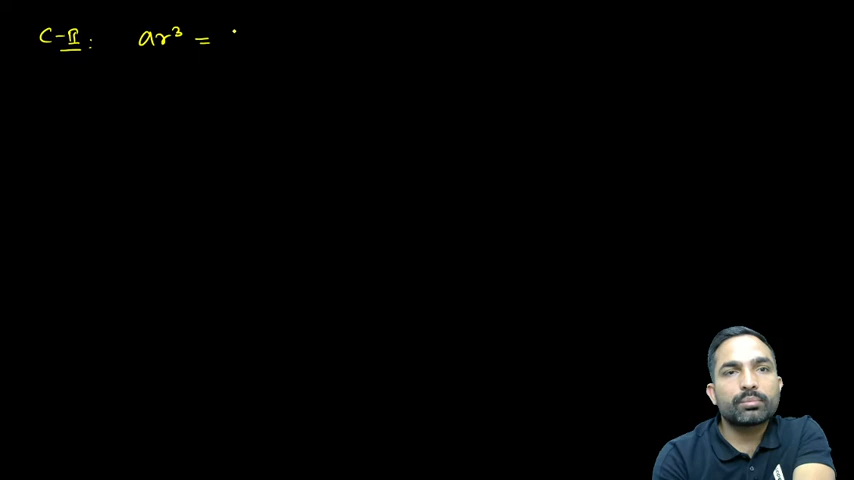 C-II : ar³ =